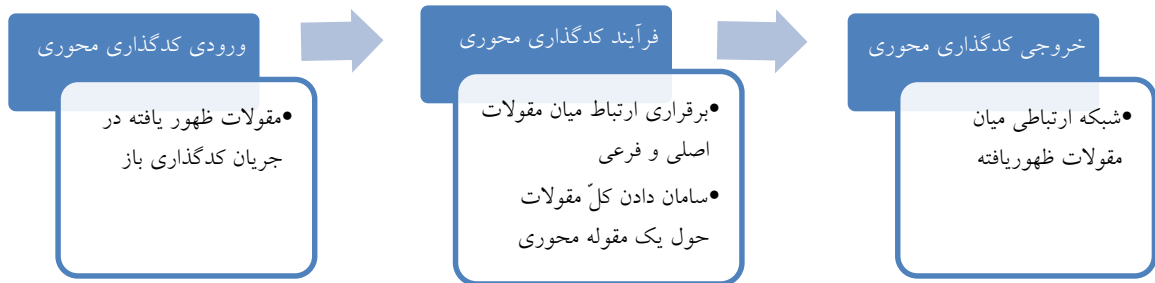 ورودی کدگذاری محوری
•مقولات ظهور یافته در
جریان کدگذاری باز
فرآیند کدگذاری محوری
•برقراری ارتباط میان مقولات
اصلی و فرعی
•سامان دادن کلّ مقولات
حول یک مقوله محوری
خروجی کدگذاری محوری
•شبکه ارتباطی میان
مقولات ظهوریافته